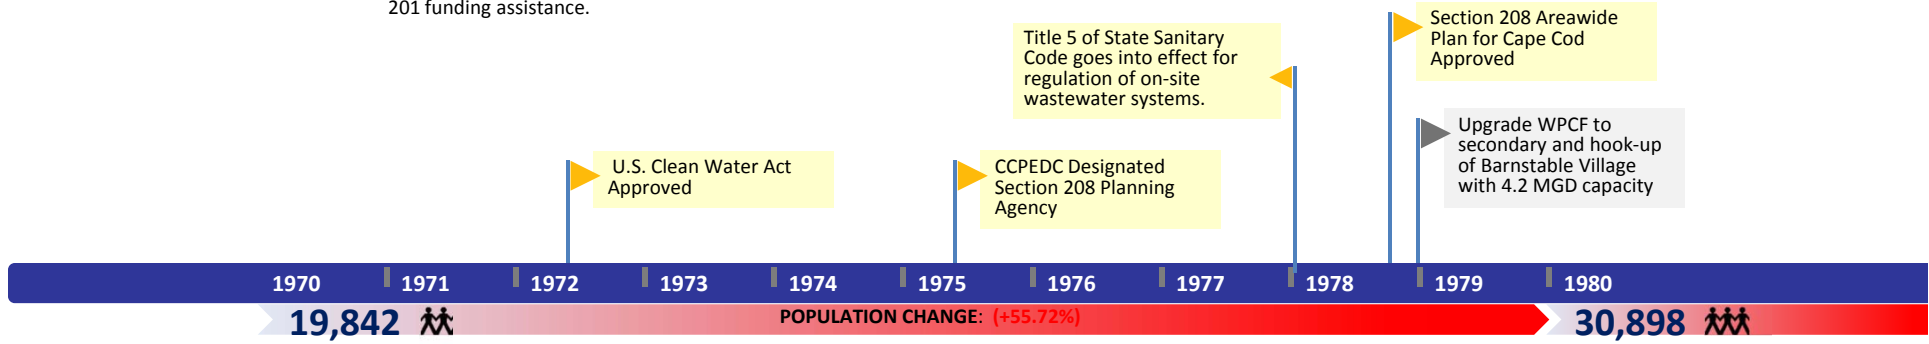 201 funding assistance.
Title 5 of State Sanitary
Code goes into effect for
regulation of on-site
wastewater systems.
Section 208 Areawide
Plan for Cape Cod
Approved
Upgrade WPCF to
secondary and hook-up
of Barnstable Village
with 4.2 MGD capacity
U.S. Clean Water Act
Approved
CCPEDC Designated
Section 208 Planning
Agency
1970 1971 1972 1973 1974 1975 1976 1977 1978 1979 1980
19,842 POPULATION CHANGE: (+55.72%) 30,898